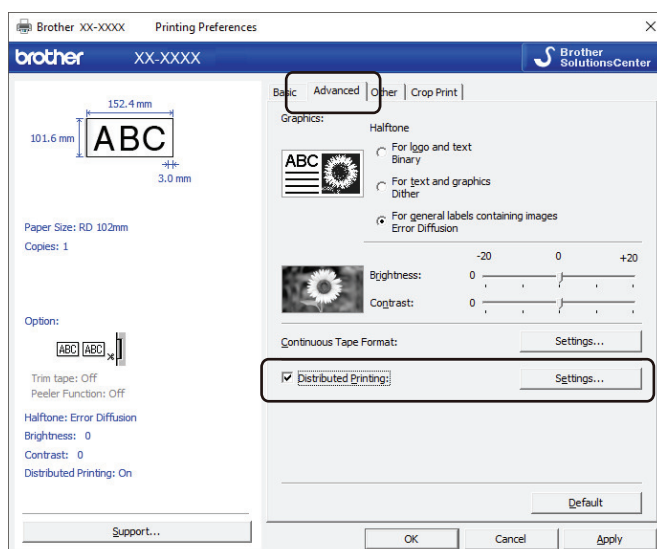 Brother XX-XXXX Printing Preferences
brother XX-XXXX
Brother
SolutionsCenter
152.4 mm
101.6 mm
ABC
3.0 mm
Paper Size: RD 102mm
Copies: 1
Option:
ABC ABC
Trim tape: Off
Peeler Function: Off
Halftone: Error Diffusion
Brightness: 0
Contrast: 0
Distributed Printing: On
Support...
Basic Advanced Other Crop Print
Graphics:
Halftone
ABC
For logo and text
Binary
For text and graphics
Dither
For general labels containing images
Error Diffusion
-20 0 +20
Brightness: 0
Contrast: 0
Continuous Tape Format: Settings...
Distributed Printing: Settings...
Default
OK Cancel Apply